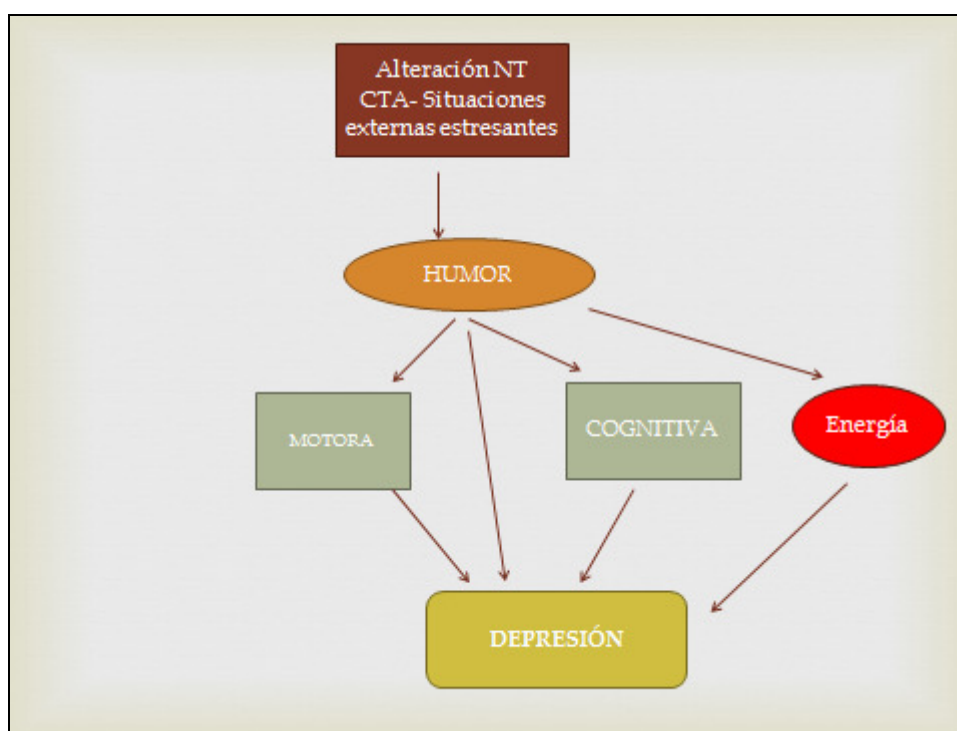 Alteración NT
CTA- Situaciones
externas estresantes
HUMOR
MOTORA
COGNITIVA
Energía
DEPRESIÓN